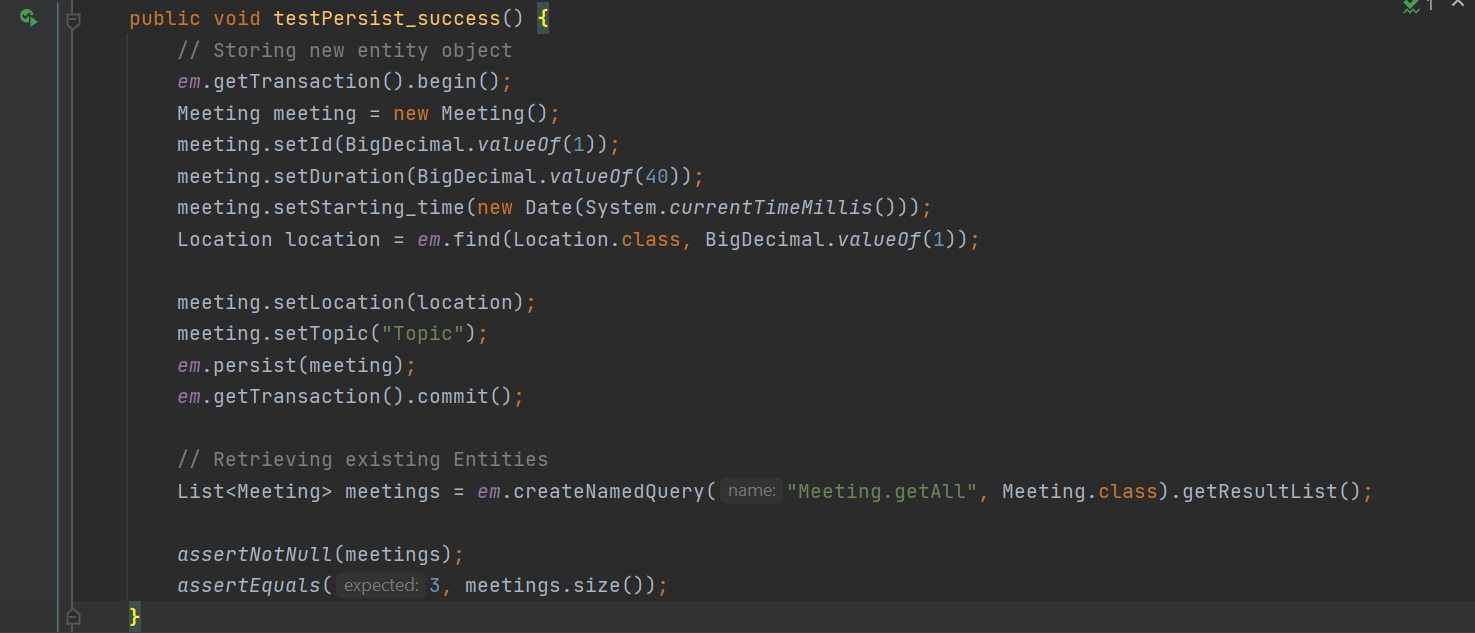 1
public void testPersist_success() {
// Storing new entity object
em.getTransaction().begin();
Meeting meeting = new Meeting();
meeting.setId(BigDecimal.valueOf(1));
meeting.setDuration(BigDecimal.valueOf(40));
meeting.setStarting_time(new Date(System.currentTimeMillis()));
Location location = em.find(Location.class, BigDecimal.valueOf(1));
meeting.setLocation(location);
meeting.setTopic("Topic");
em.persist(meeting);
em.getTransaction().commit();
// Retrieving existing Entities
List<Meeting> meetings = em.createNamedQuery( name: "Meeting.getAll", Meeting.class).getResultList();
assertNotNull(meetings);
assertEquals( expected: 3, meetings.size());
}